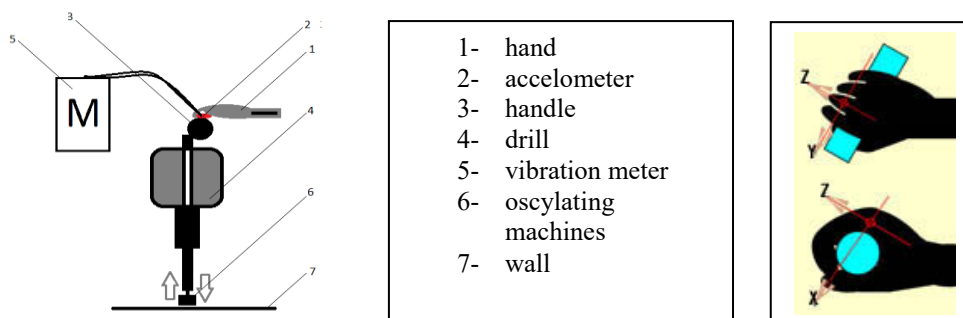 3
2
1
5
M
4
6
7
1- hand
2- accelometer
3- handle
4- drill
5- vibration meter
6- oscylating
machines
7- wall
Z
Y
Z
X